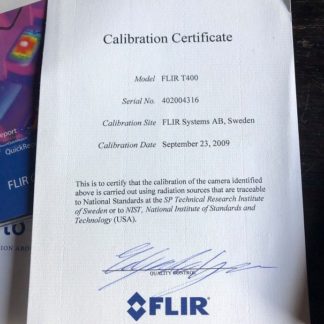 Calibration Certificate
Model FLIR T400
Serial No. 402004316
Calibration Site FLIR Systems AB, Sweden
Calibration Date September 23, 2009
This is to certify that the calibration of the camera identified
above is carried out using radiation sources that are traceable
to National Standards at the SP Technical Research Institute
of Sweden or to NIST, National Institute of Standards and
Technology (USA).
QUALITY CONTROL
FLIR
QuickRe
FLIR